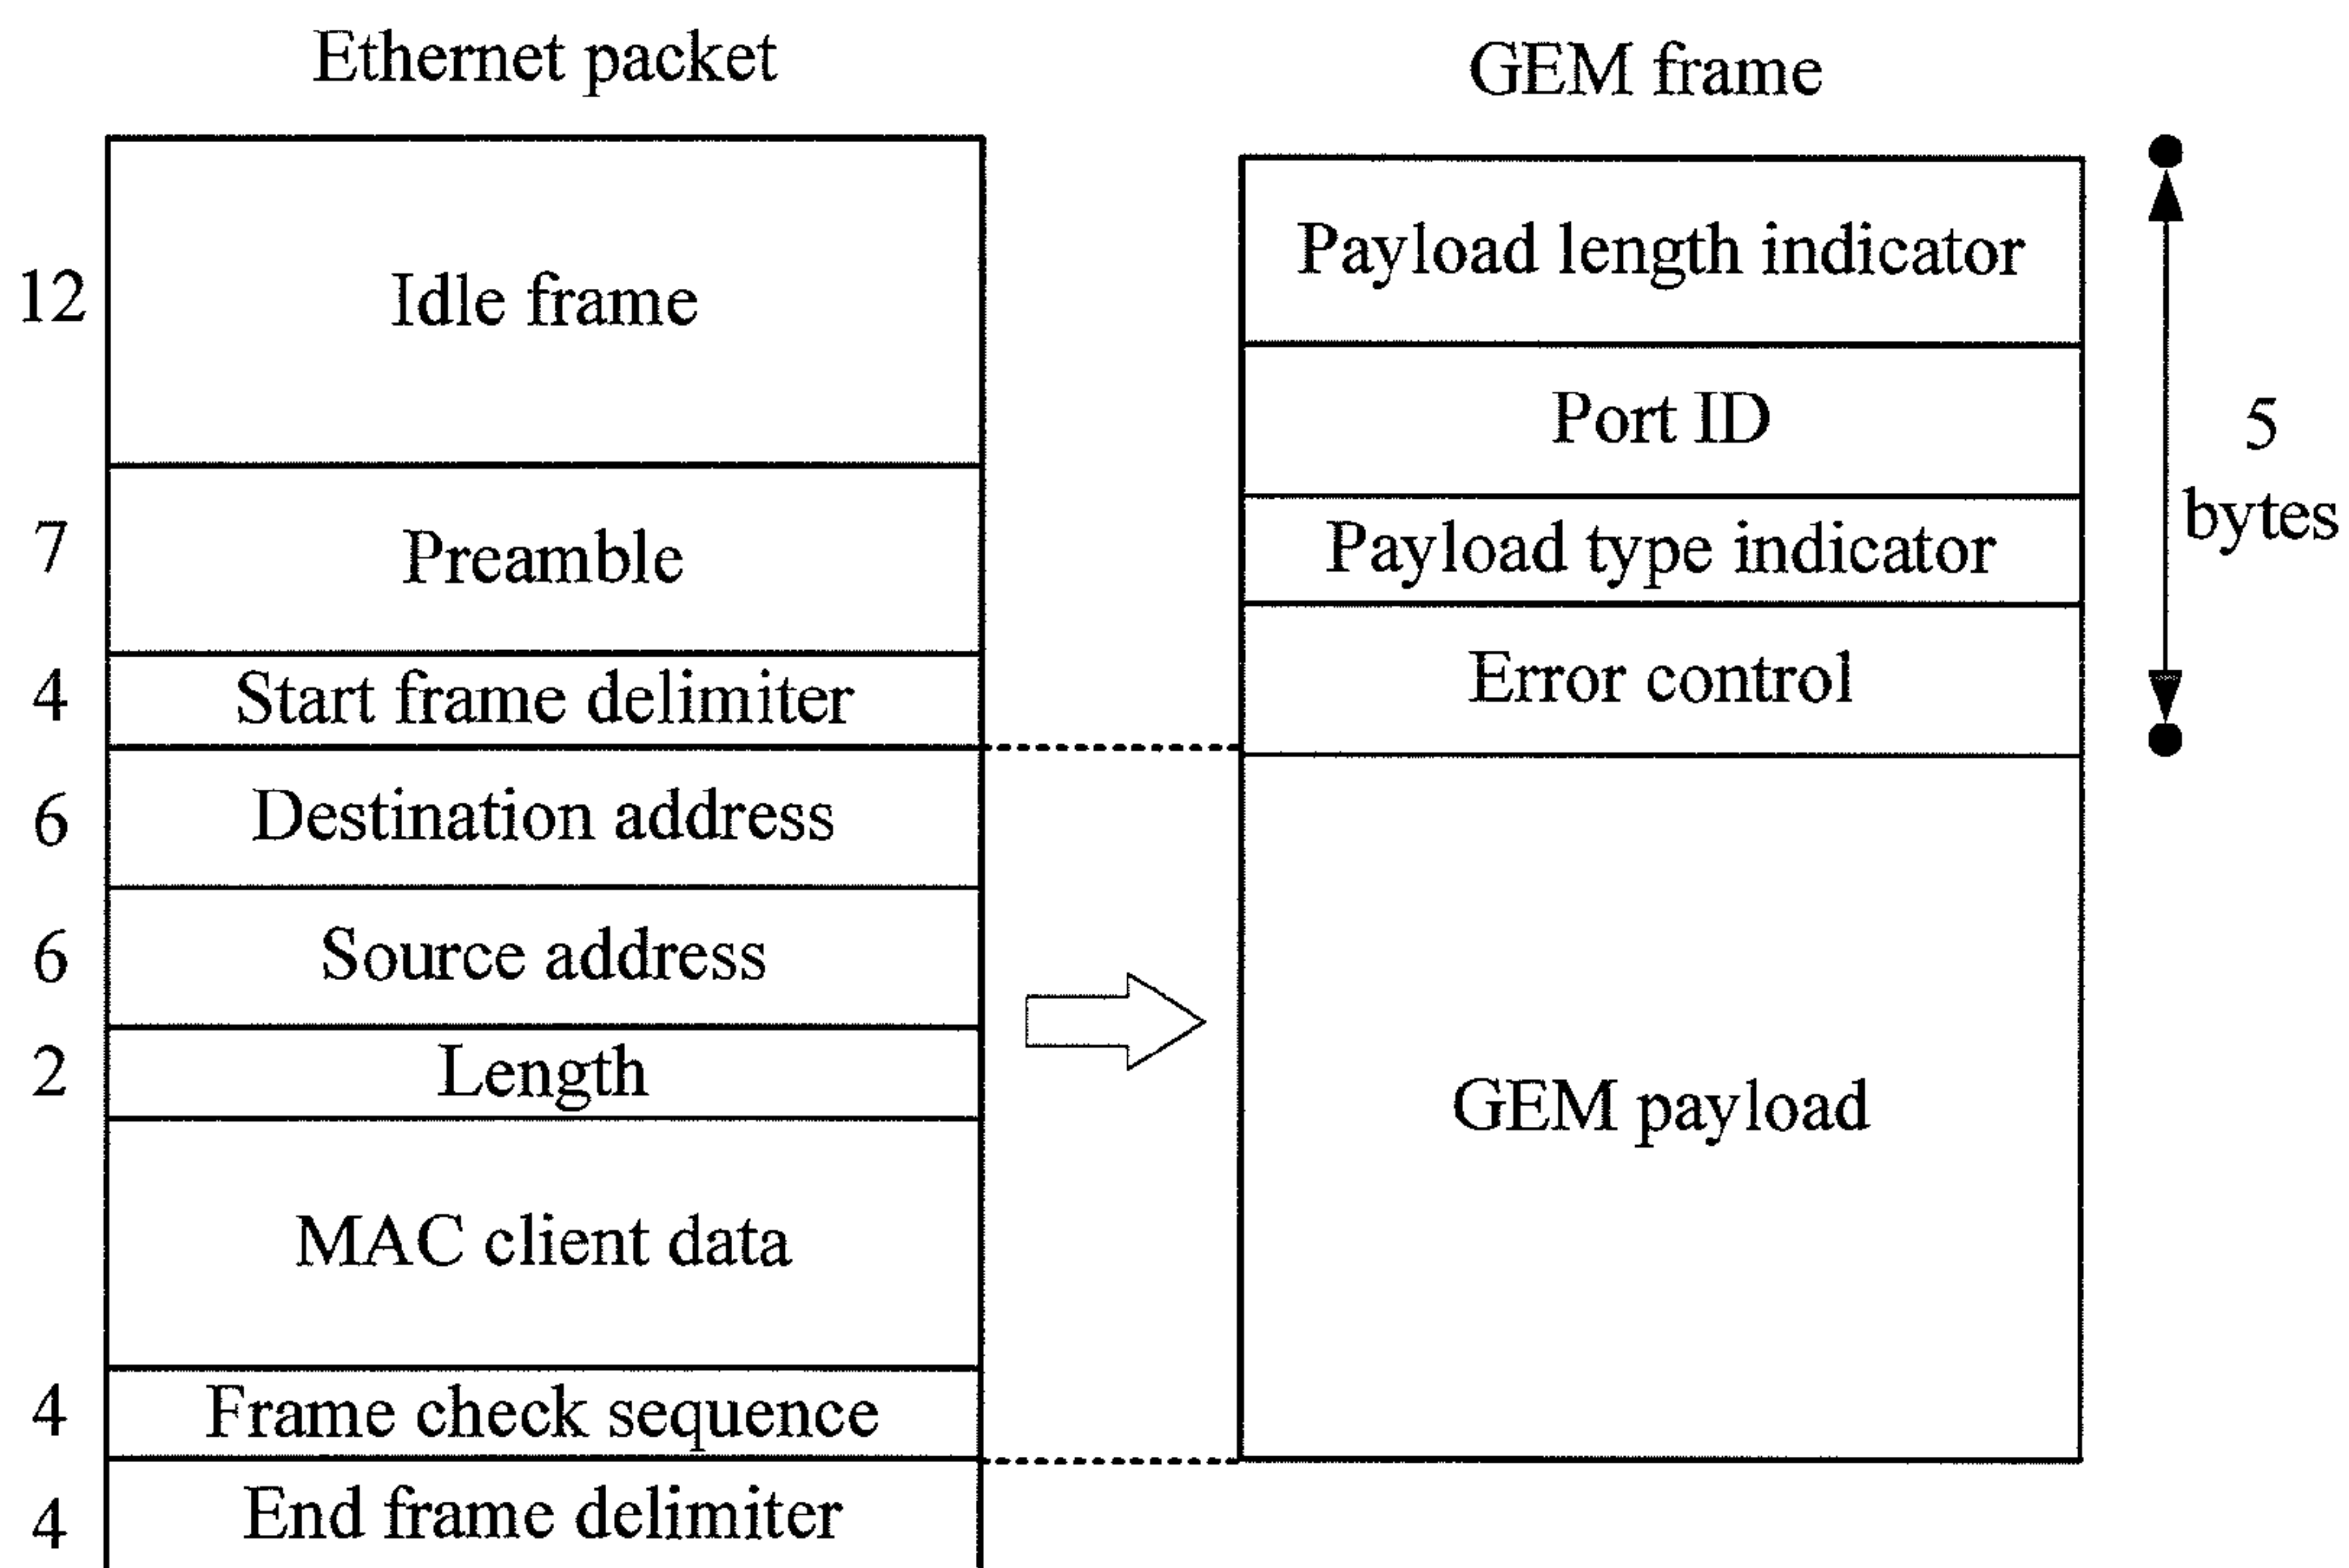 Ethernet packet
12
Idle frame
7
Preamble
4
Start frame delimiter
6
Destination address
6
Source address
2
Length
MAC client data
4
Frame check sequence
4
End frame delimiter
GEM frame
Payload length indicator
Port ID
Payload type indicator
Error control
5
bytes
GEM payload